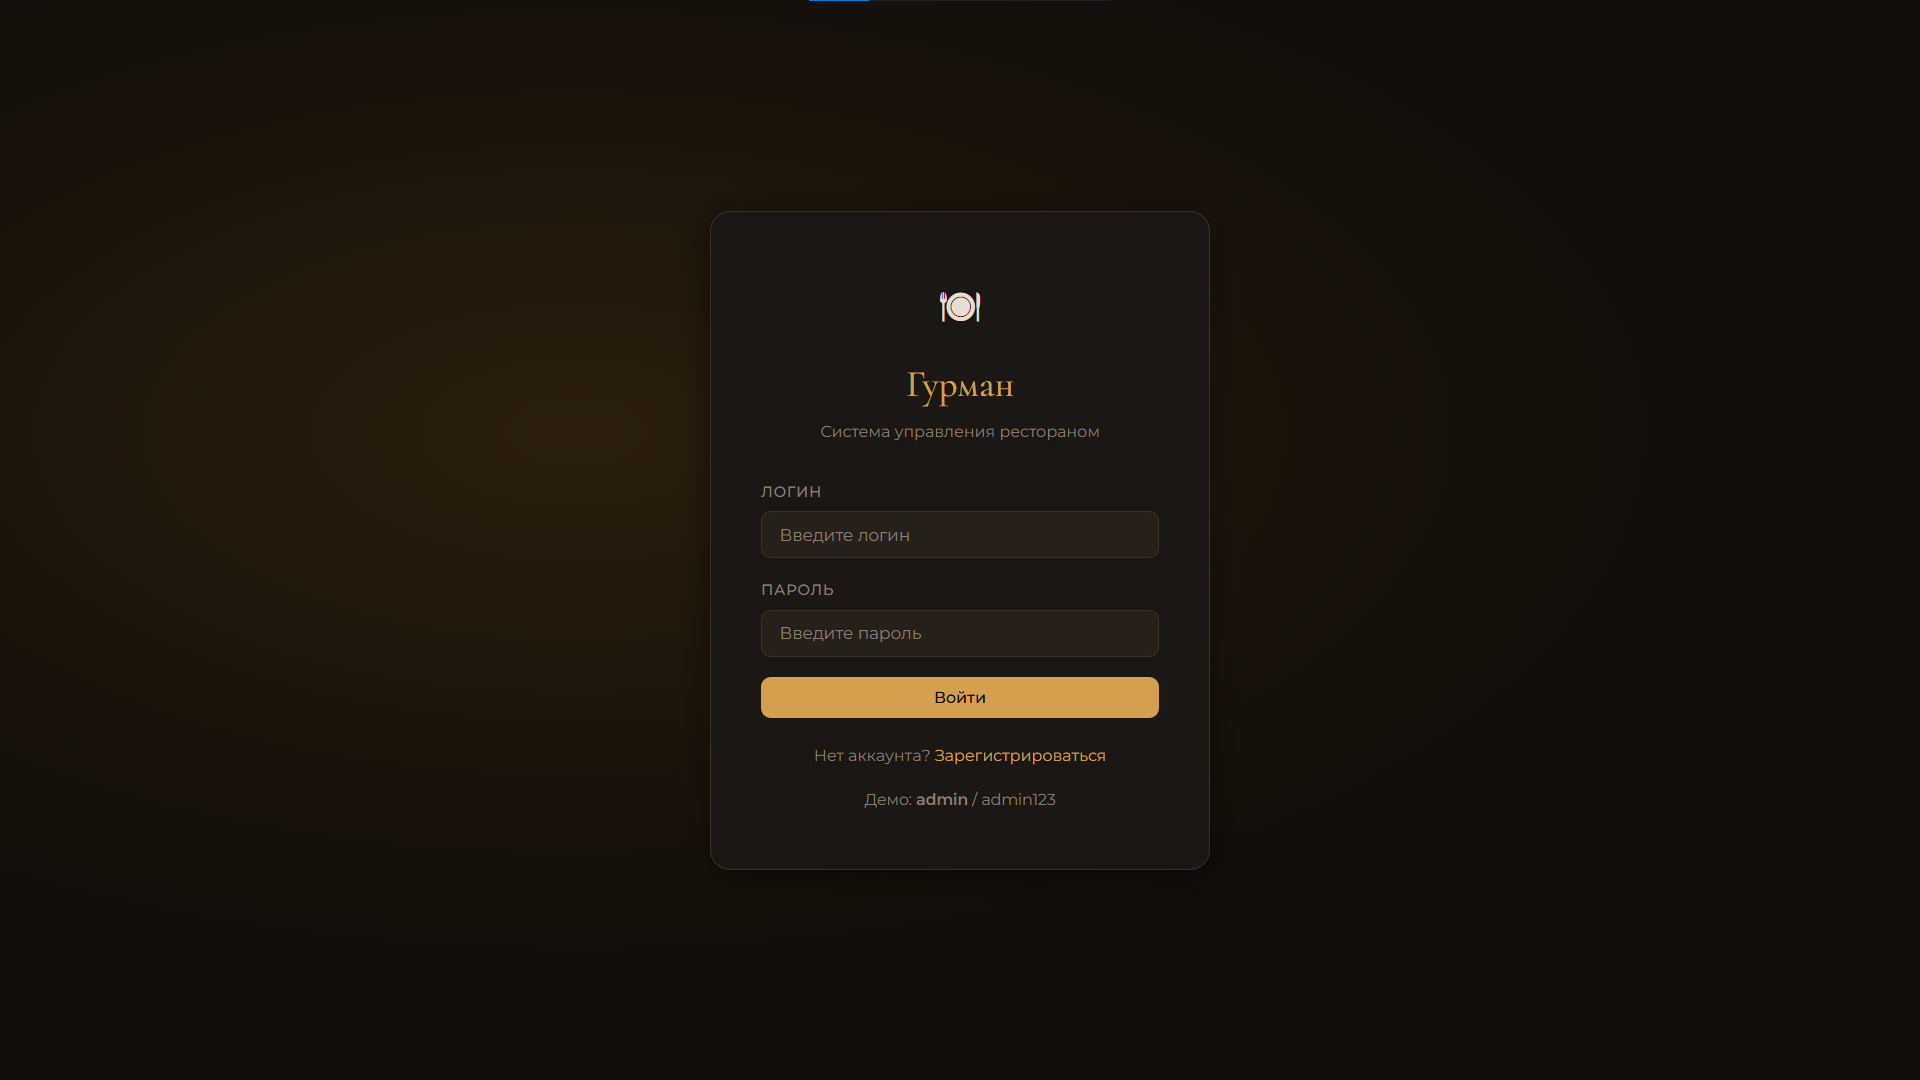 Гурман
Система управления рестораном
ЛОГИН
Введите логин
ПАРОЛЬ
Введите пароль
Войти
Нет аккаунта? Зарегистрироваться
Демо: admin / admin123